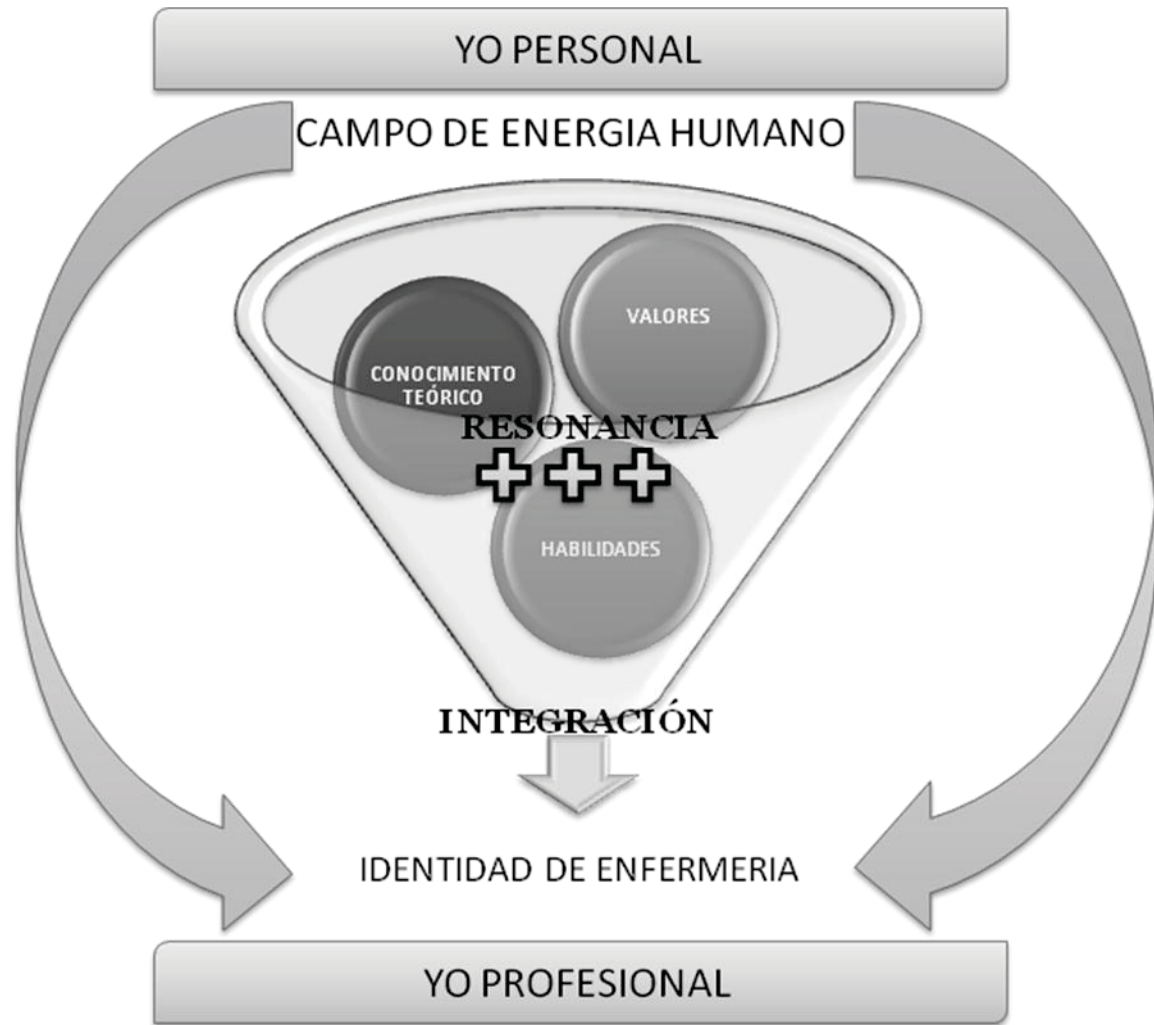 YO PERSONAL
CAMPO DE ENERGIA HUMANO
VALORES
CONOCIMIENTO
TEÓRICO
RESONANCIA
HABILIDADES
INTEGRACIÓN
IDENTIDAD DE ENFERMERIA
YO PROFESIONAL